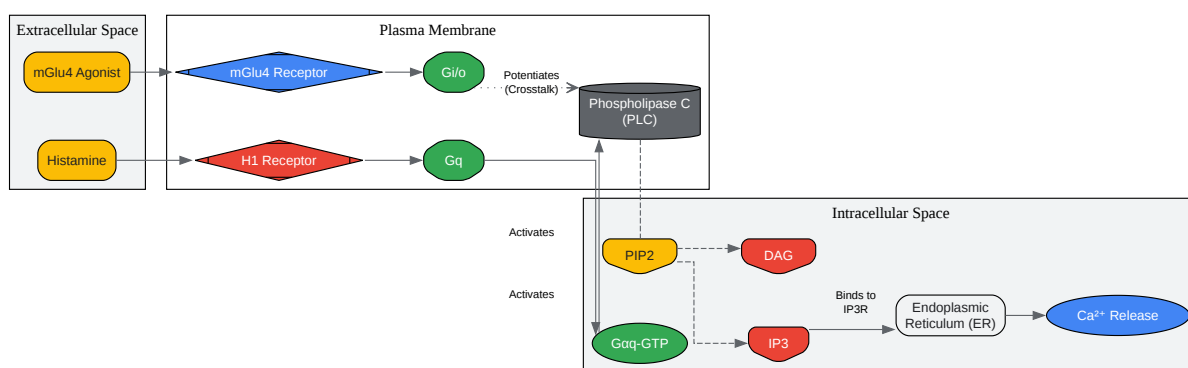 Extracellular Space
Plasma Membrane
mGlu4 Agonist
mGlu4 Receptor
Gi/o
Potentiates
(Crosstalk)
Phospholipase C
(PLC)
Histamine
H1 Receptor
Gq
Intracellular Space
Activates
PIP2
DAG
Activates
Binds to
IP3R
Endoplasmic
Reticulum (ER)
Ca²⁺ Release
Gαq-GTP
IP3